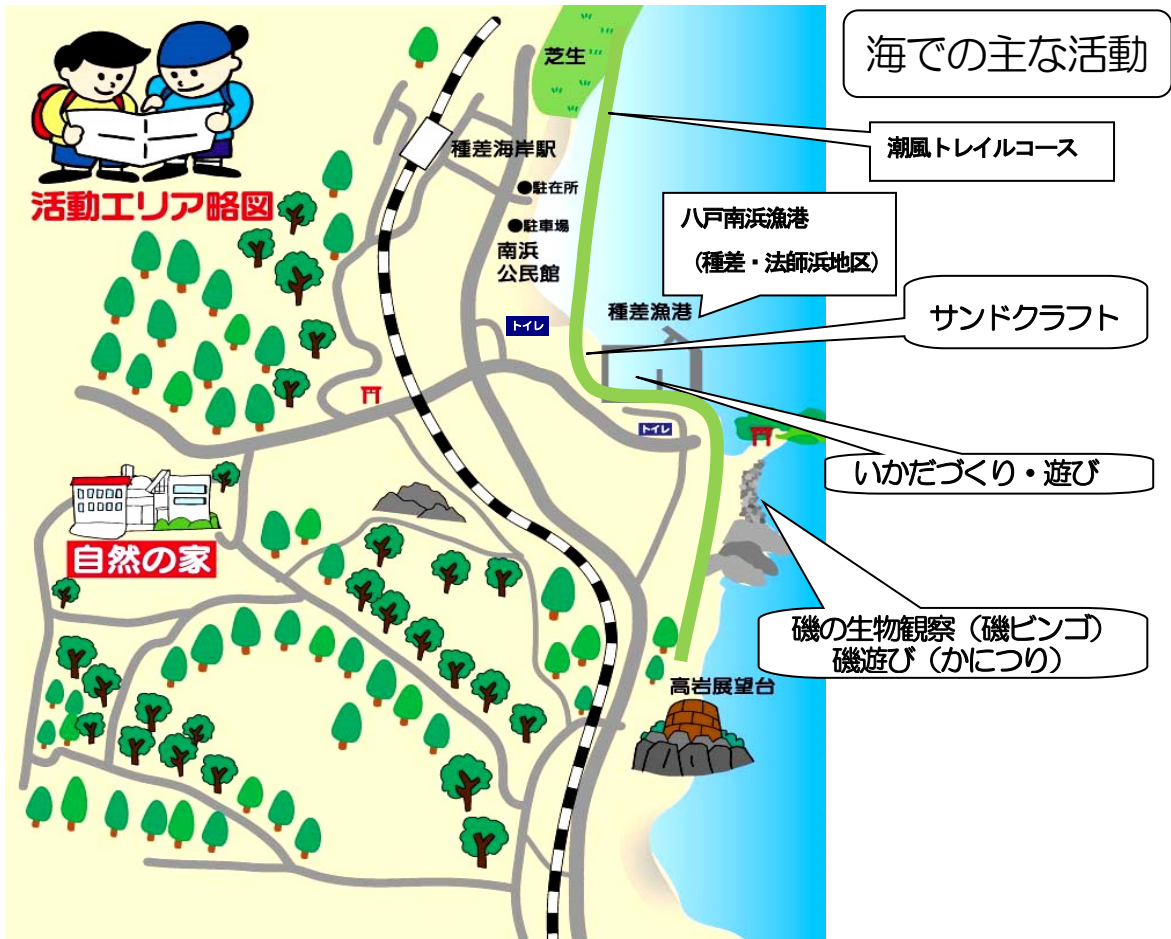 海での主な活動
芝生
潮風トレイルコース
種差海岸駅
活動エリア略図
●駐在所
●駐車場
南浜
公民館
八戸南浜漁港
（種差・法師浜地区）
種差漁港
サンドクラフト
トイレ
トイレ
いかだづくり・遊び
自然の家
磯の生物観察（磯ビンゴ）
磯遊び（かにつり）
高岩展望台